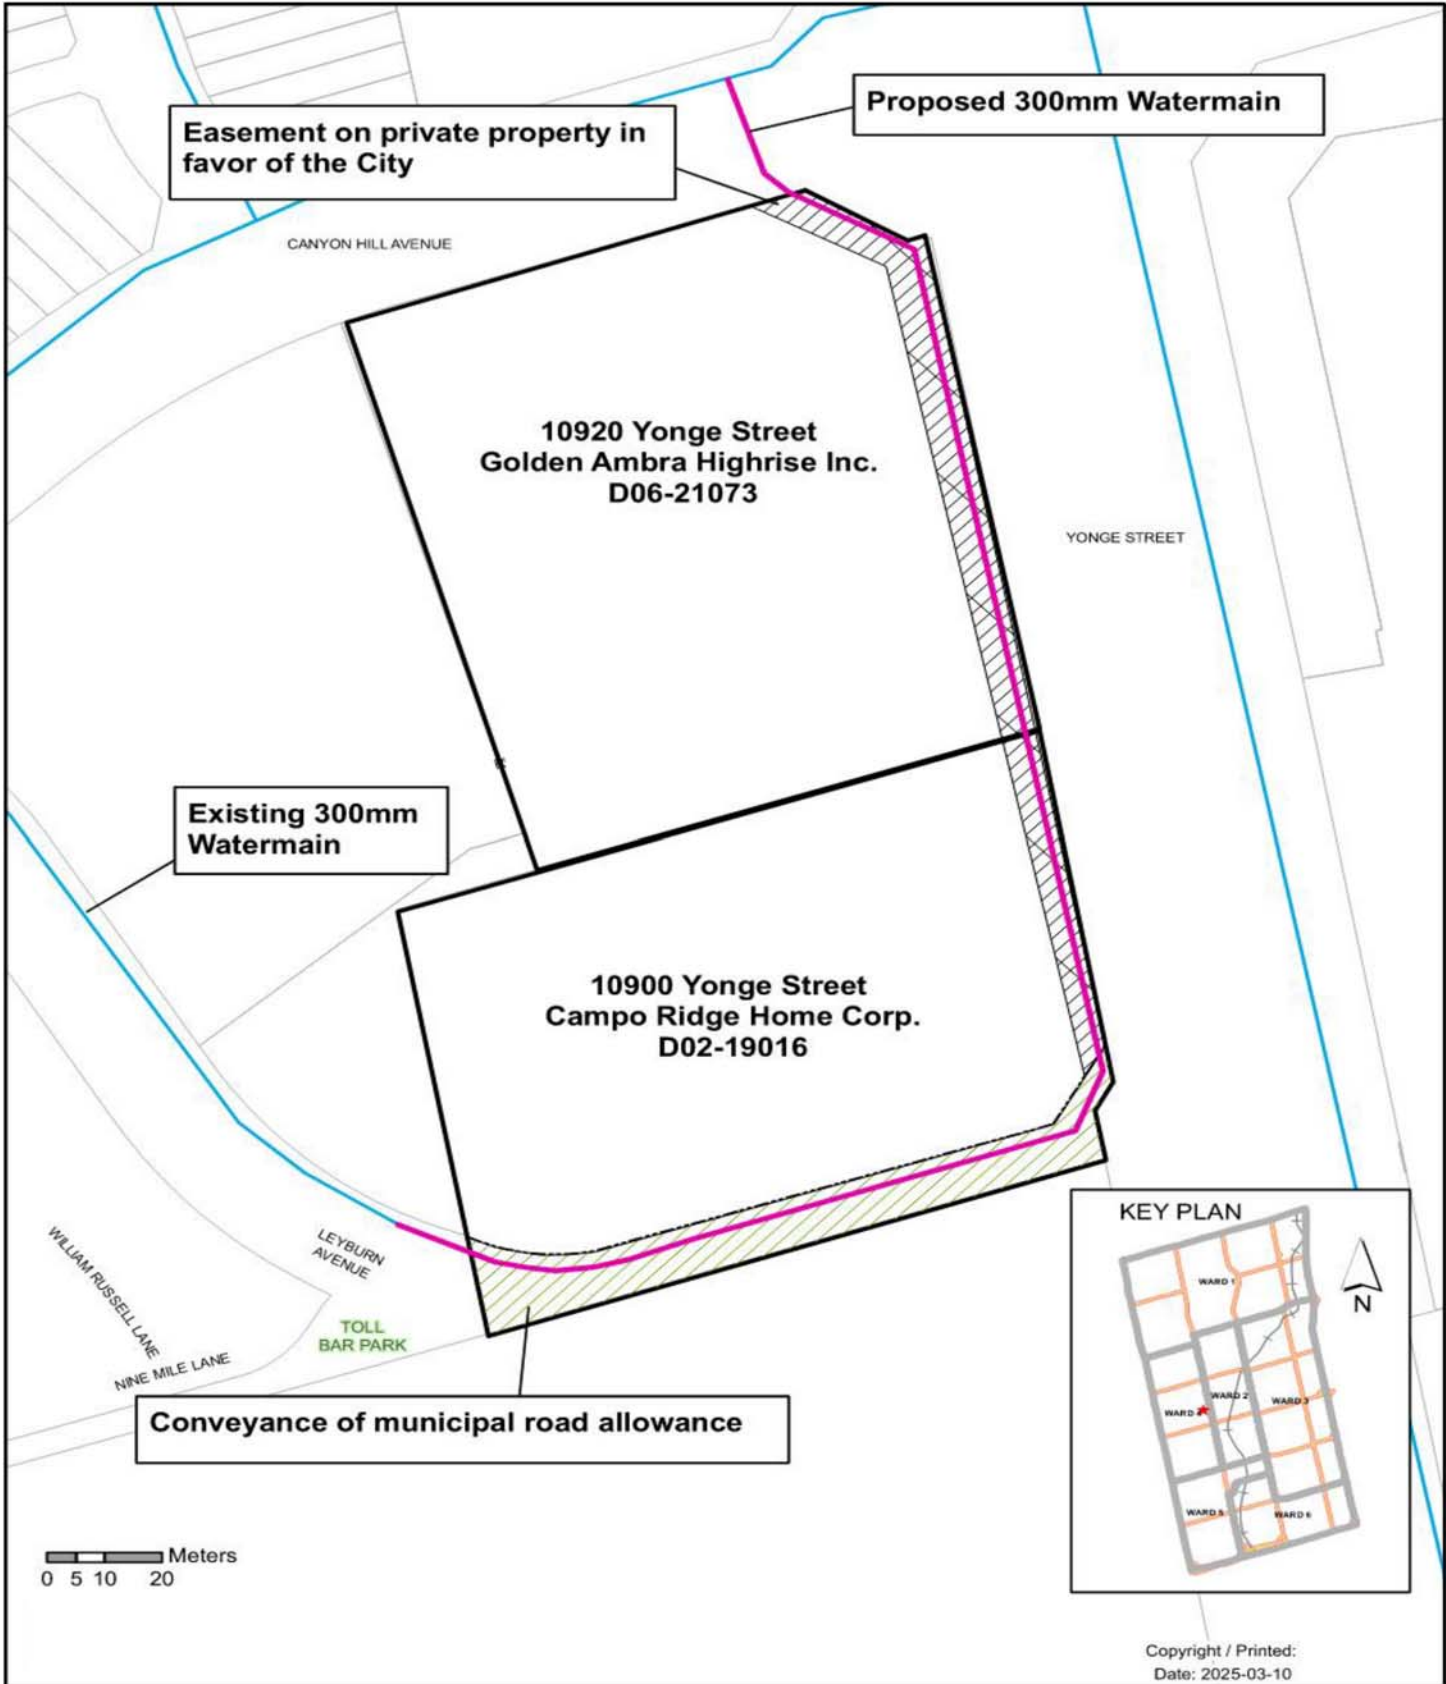 Proposed 300mm Watermain
Easement on private property in
favor of the City
CANYON HILL AVENUE
10920 Yonge Street
Golden Ambra Highrise Inc.
D06-21073
YONGE STREET
Existing 300mm
Watermain
10900 Yonge Street
Campo Ridge Home Corp.
D02-19016
LEYBURN
AVENUE
WILLIAM RUSSELL LANE
TOLL
BAR PARK
NINE MILE LANE
Conveyance of municipal road allowance
KEY PLAN
N
WARD 1
WARD 2
WARD 3
WARD 4
WARD 5
WARD 6
Meters
0 5 10 20
Copyright / Printed:
Date: 2025-03-10